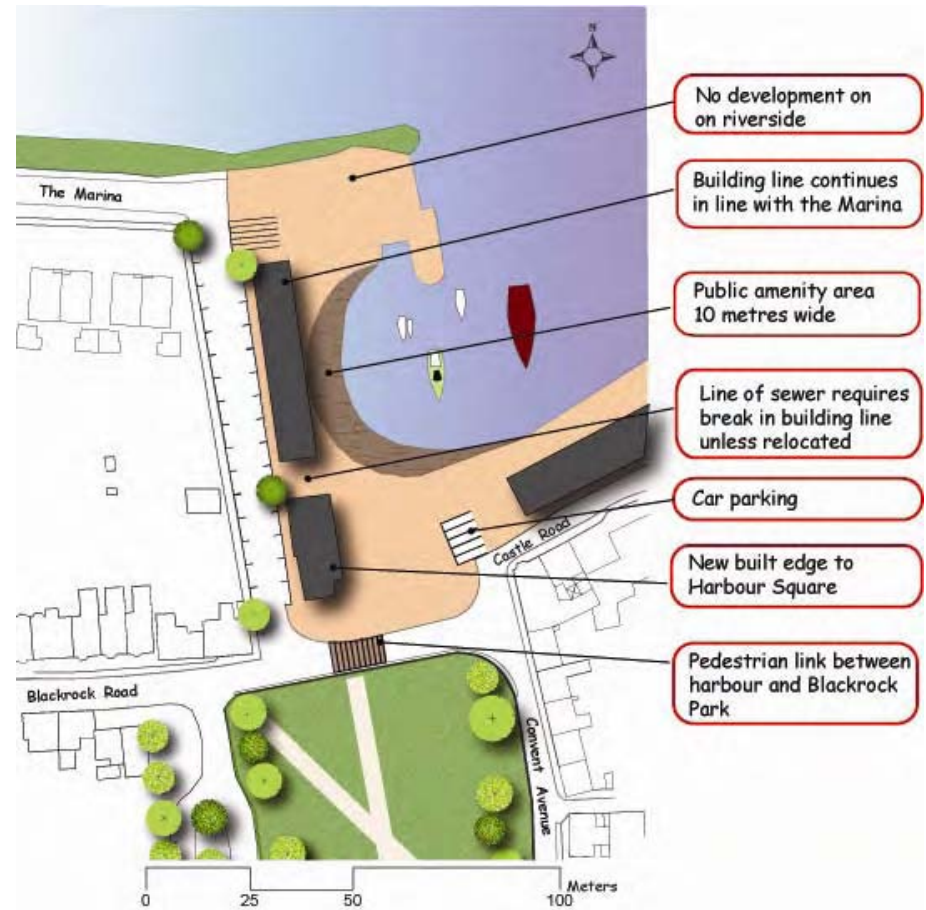 N
No development on
on riverside
The Marina
Building line continues
in line with the Marina
Public amenity area
10 metres wide
Line of sewer requires
break in building line
unless relocated
Car parking
Castle Road
New built edge to
Harbour Square
Pedestrian link between
harbour and Blackrock
Park
Blackrock Road
Convent Avenue
Meters
0 25 50 100